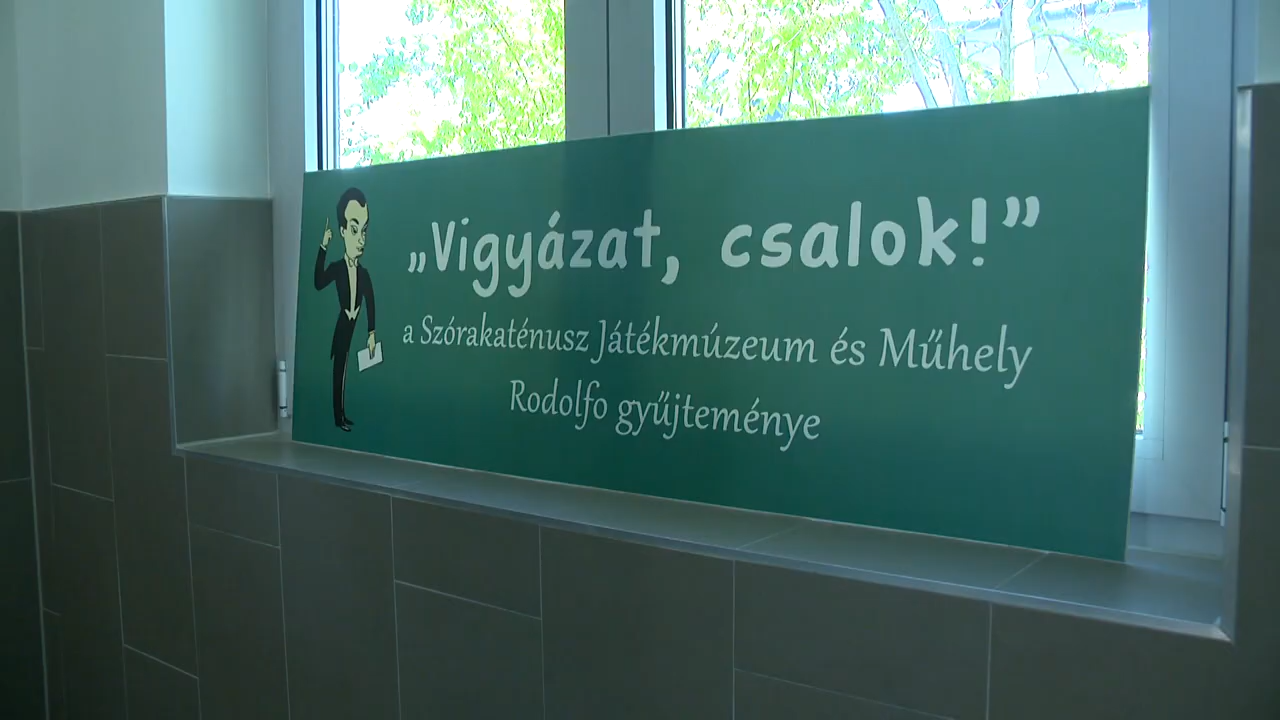 „Vigyázat, csalok!”
a Szórakaténusz Játékmúzeum és Műhely
Rodolfo gyűjteménye